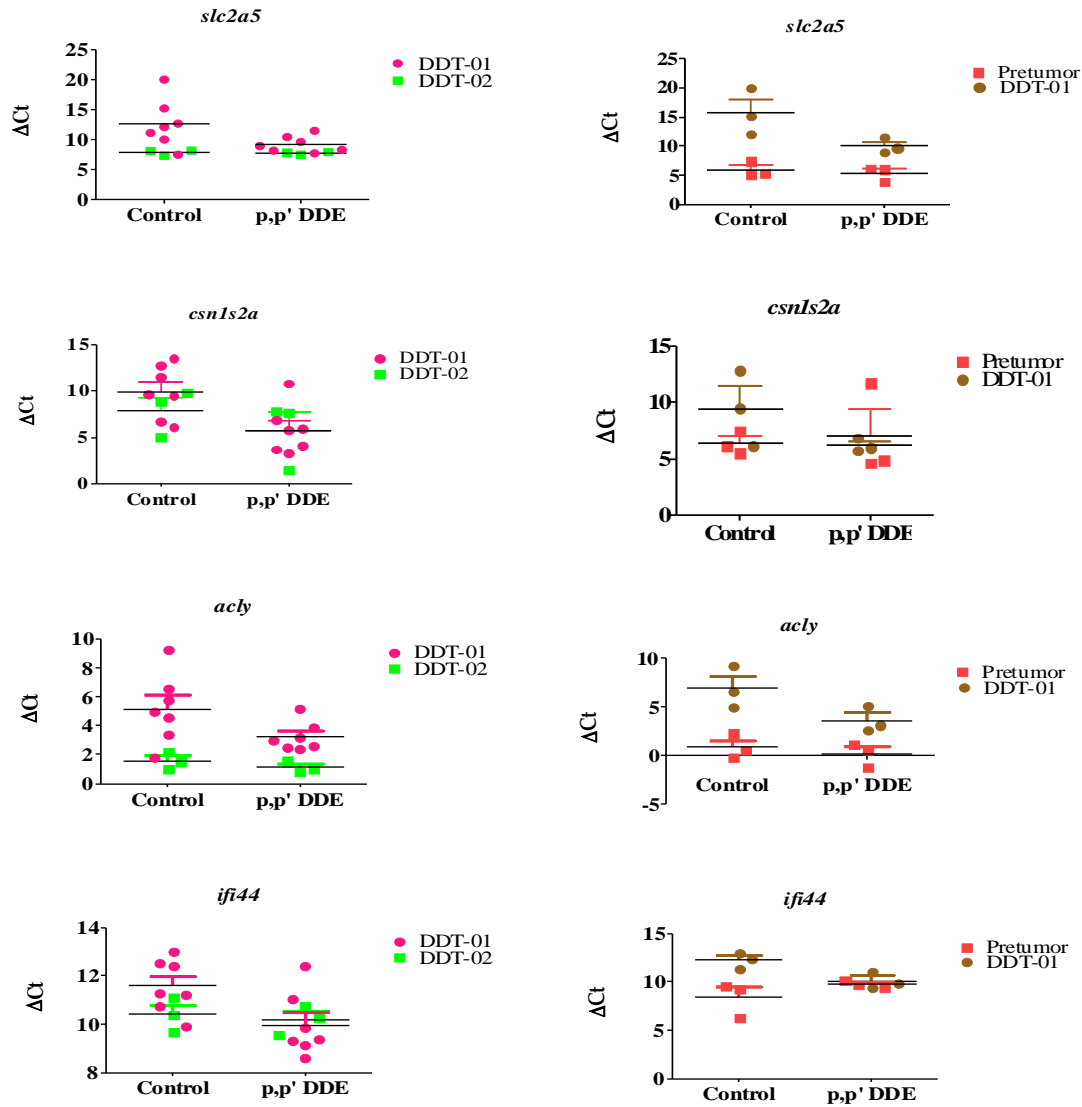 slc2a5
25
20
15
10
5
0
ΔCt
Control
p,p' DDE
DDT-01
DDT-02
slc2a5
25
20
15
10
5
0
ΔCt
Control
p,p' DDE
Pretumor
DDT-01
csn1s2a
15
10
5
0
ΔCt
Control
p,p' DDE
DDT-01
DDT-02
csn1s2a
15
10
5
0
ΔCt
Control
p,p' DDE
Pretumor
DDT-01
acly
10
8
6
4
2
0
ΔCt
Control
p,p' DDE
DDT-01
DDT-02
acly
10
5
0
-5
ΔCt
Control
p,p' DDE
Pretumor
DDT-01
ifi44
14
12
10
8
ΔCt
Control
p,p' DDE
DDT-01
DDT-02
ifi44
15
10
5
0
ΔCt
Control
p,p' DDE
Pretumor
DDT-01